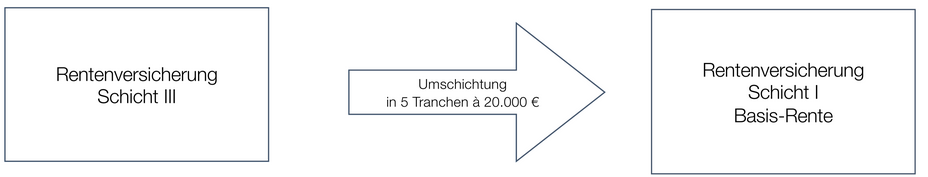 Rentenversicherung
Schicht III
Umschichtung
in 5 Tranchen à 20.000 €
Rentenversicherung
Schicht I
Basis-Rente